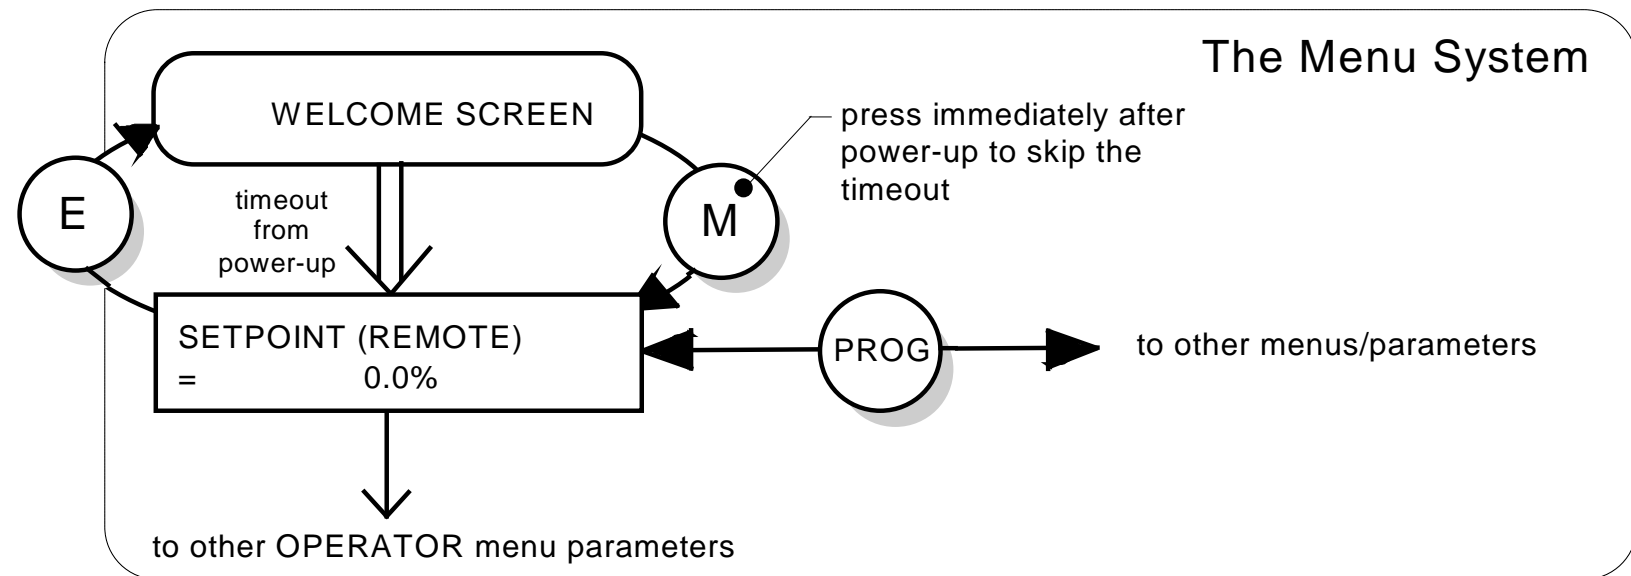 The Menu System
WELCOME SCREEN
press immediately after
power-up to skip the
timeout
E
timeout
from
power-up
M
SETPOINT (REMOTE)
= 0.0%
PROG
to other menus/parameters
to other OPERATOR menu parameters